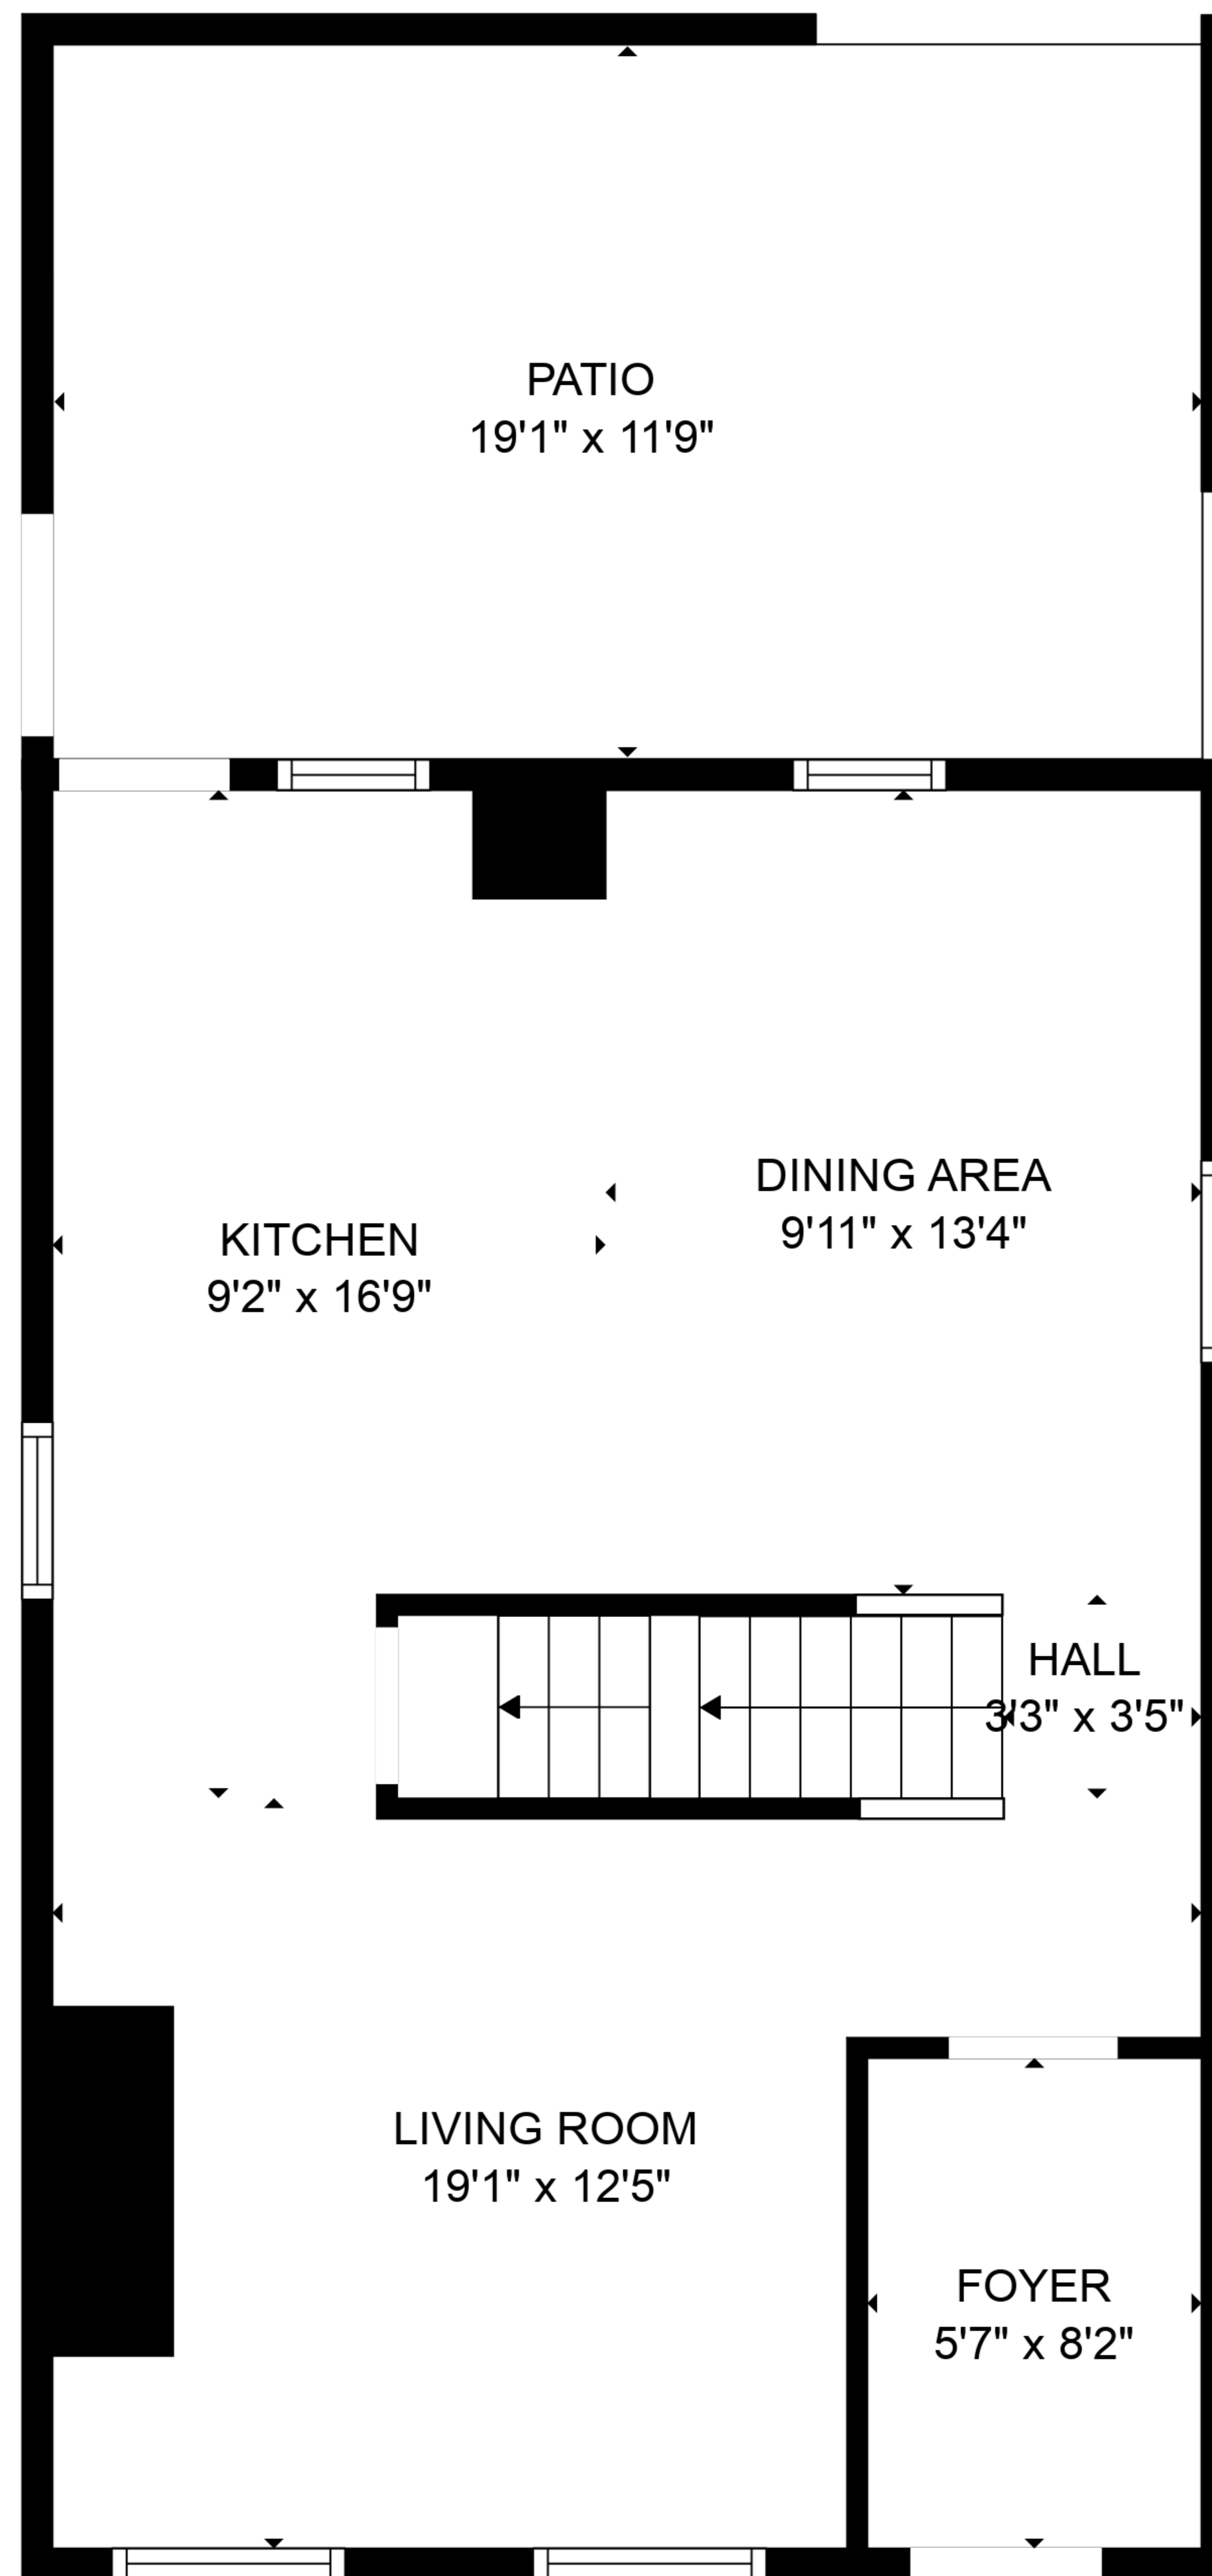 PATIO
19'1" x 11'9"
DINING AREA
9'11" x 13'4"
KITCHEN
9'2" x 16'9"
HALL
3'3" x 3'5"
LIVING ROOM
19'1" x 12'5"
FOYER
5'7" x 8'2"